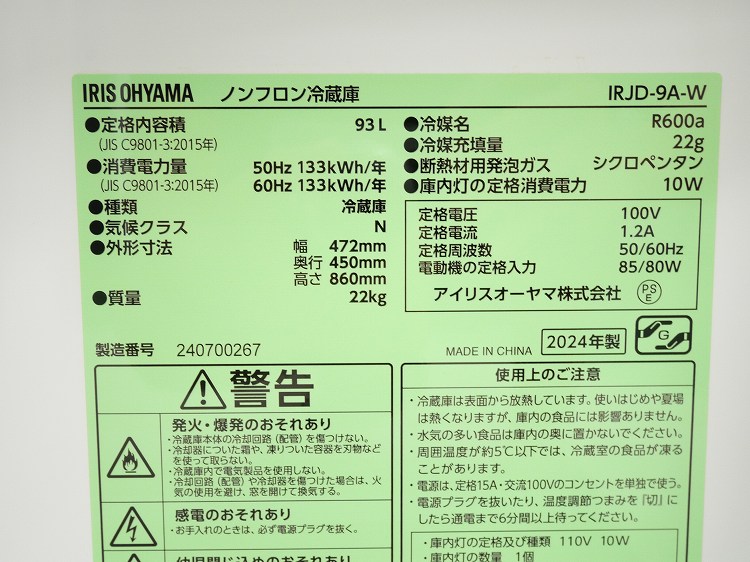 IRIS OHYAMA ノンフロン冷蔵庫 IRJD-9A-W
●定格内容積 93L
(JIS C9801-3:2015年)
●消費電力量 50Hz 133kWh/年
(JIS C9801-3:2015年) 60Hz 133kWh/年
●種類 冷蔵庫
●気候クラス N
●外形寸法 幅 472mm
奥行 450mm
高さ 860mm
●質量 22kg
●冷媒名 R600a
●冷媒充填量 22g
●断熱材用発泡ガス シクロペンタン
●庫内灯の定格消費電力 10W
定格電圧 100V
定格電流 1.2A
定格周波数 50/60Hz
電動機の定格入力 85/80W
アイリスオーヤマ株式会社 PSE
製造番号 240700267
MADE IN CHINA 2024年製 G
警告
発火・爆発のおそれあり
・冷蔵庫本体の冷却回路(配管)を傷つけない。
・冷却器についた霜や、凍りついた容器を刃物など
を使って取らない。
・冷蔵庫内で電気製品を使用しない。
・冷却回路(配管)や冷却器を傷つけた場合は、火
気の使用を避け、窓を開けて換気する。
感電のおそれあり
・お手入れのときは、必ず電源プラグを抜く。
幼児閉じ込めのおそれあり
使用上のご注意
・冷蔵庫は表面から放熱しています。使いはじめや夏場
は熱くなりますが、庫内の食品には影響ありません。
・水気の多い食品は庫内の奥に置かないでください。
・周囲温度が約5℃以下では、冷蔵室の食品が凍る
ことがあります。
・電源は、定格15A・交流100Vのコンセントを単独で使う。
・電源プラグを抜いたり、温度調節つまみを「切」に
したら通電まで6分間以上待ってください。
・庫内灯の定格及び種類 110V 10W
・庫内灯の数量 1個